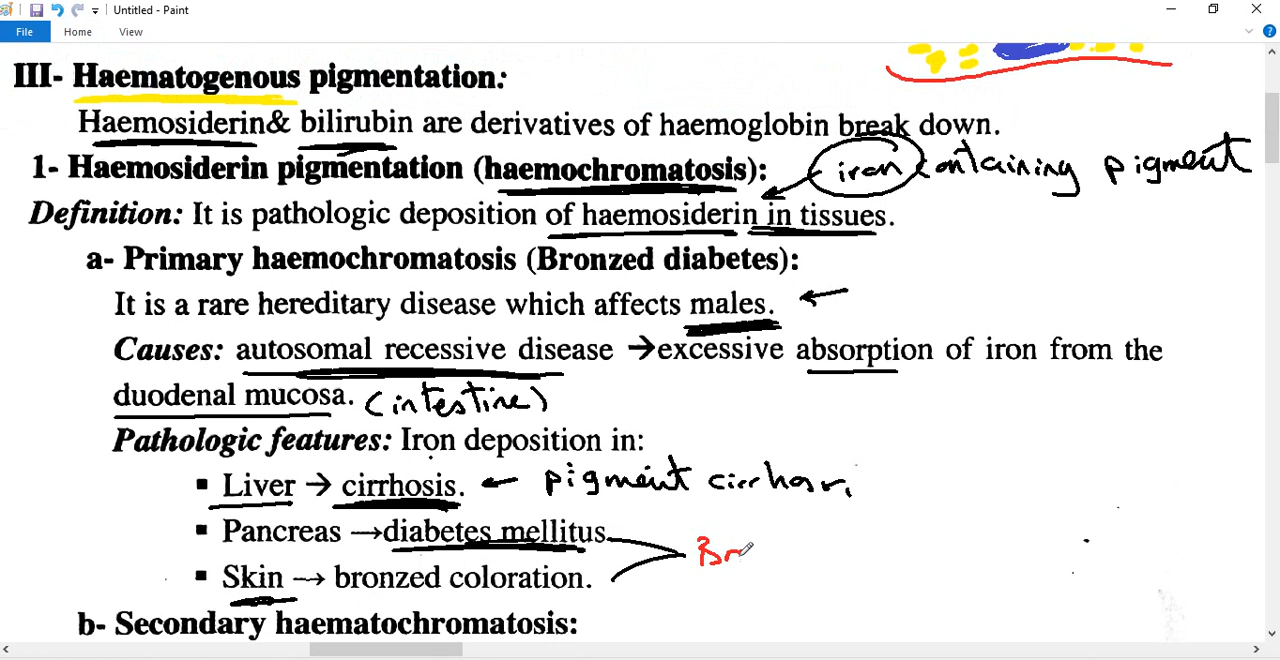 Untitled - Paint
File Home View
III- Haematogenous pigmentation:
Haemosiderin& bilirubin are derivatives of haemoglobin break down.
1- Haemosiderin pigmentation (haemochromatosis): iron containing pigment
Definition: It is pathologic deposition of haemosiderin in tissues.
a- Primary haemochromatosis (Bronzed diabetes):
It is a rare hereditary disease which affects males. ←
Causes: autosomal recessive disease →excessive absorption of iron from the
duodenal mucosa. (intestine)
Pathologic features: Iron deposition in:
▪ Liver → cirrhosis. ← pigment
▪ Pancreas →diabetes mellitus. Br
▪ Skin → bronzed coloration.
b- Secondary haematochromatosis: